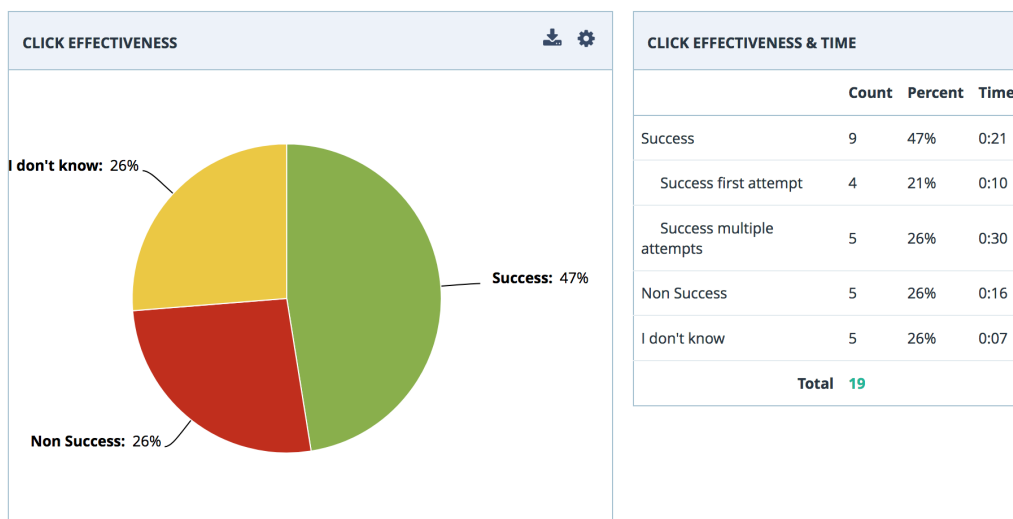 CLICK EFFECTIVENESS
I don't know: 26%
Success: 47%
Non Success: 26%
CLICK EFFECTIVENESS & TIME
Count Percent Time
Success 9 47% 0:21
Success first attempt 4 21% 0:10
Success multiple
attempts 5 26% 0:30
Non Success 5 26% 0:16
I don't know 5 26% 0:07
Total 19